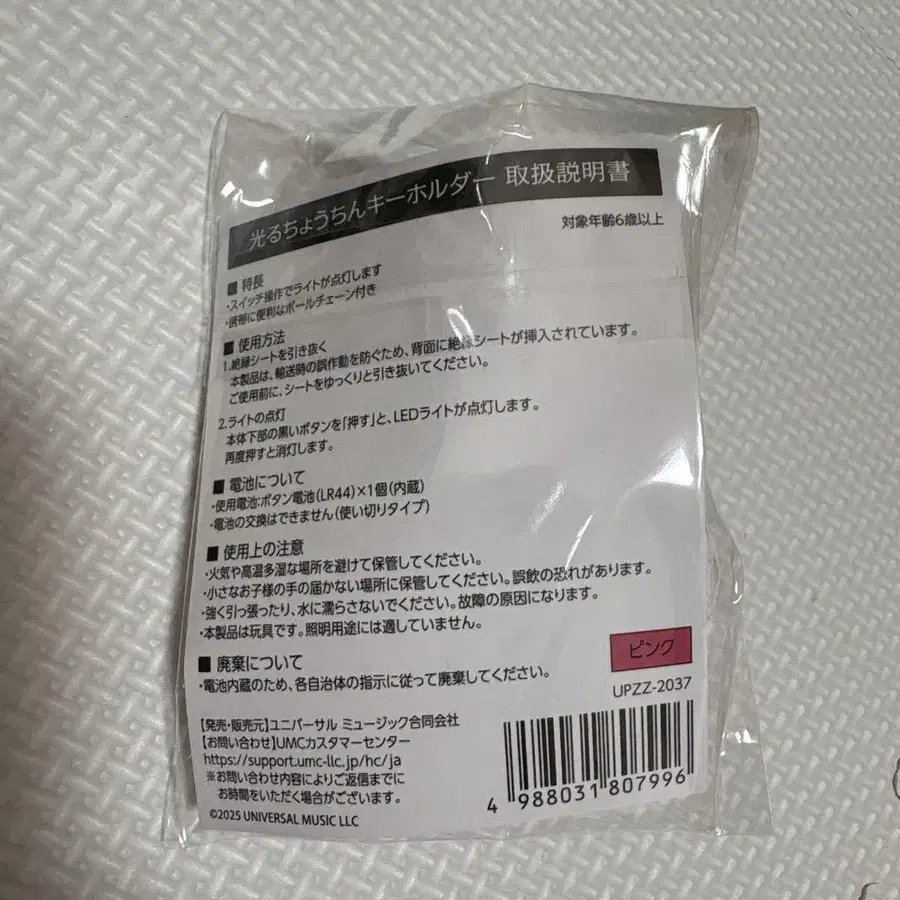 光るちょうちんキーホルダー 取扱説明書
対象年齢6歳以上
■ 特長
・スイッチ操作でライトが点灯します
・携帯に便利なボールチェーン付き
■ 使用方法
1.絶縁シートを引き抜く
本製品は、輸送時の誤作動を防ぐため、背面に絶縁シートが挿入されています。
ご使用前に、シートをゆっくりと引き抜いてください。
2.ライトの点灯
本体下部の黒いボタンを「押す」と、LEDライトが点灯します。
再度押すと消灯します。
■ 電池について
・使用電池:ボタン電池(LR44)×1個(内蔵)
・電池の交換はできません(使い切りタイプ)
■ 使用上の注意
・火気や高温多湿な場所を避けて保管してください。
・小さなお子様の手の届かない場所に保管してください。誤飲の恐れがあります。
・強く引っ張ったり、水に濡らさないでください。故障の原因になります。
・本製品は玩具です。照明用途には適していません。
■ 廃棄について
・電池内蔵のため、各自治体の指示に従って廃棄してください。
ピンク
UPZZ-2037
【発売・販売元】ユニバーサル ミュージック合同会社
【お問い合わせ】UMCカスタマーセンター
https://support.umc-llc.jp/hc/ja
※お問い合わせ内容によりご返信までに
お時間をいただく場合がございます。
©2025 UNIVERSAL MUSIC LLC
4 988031 807996